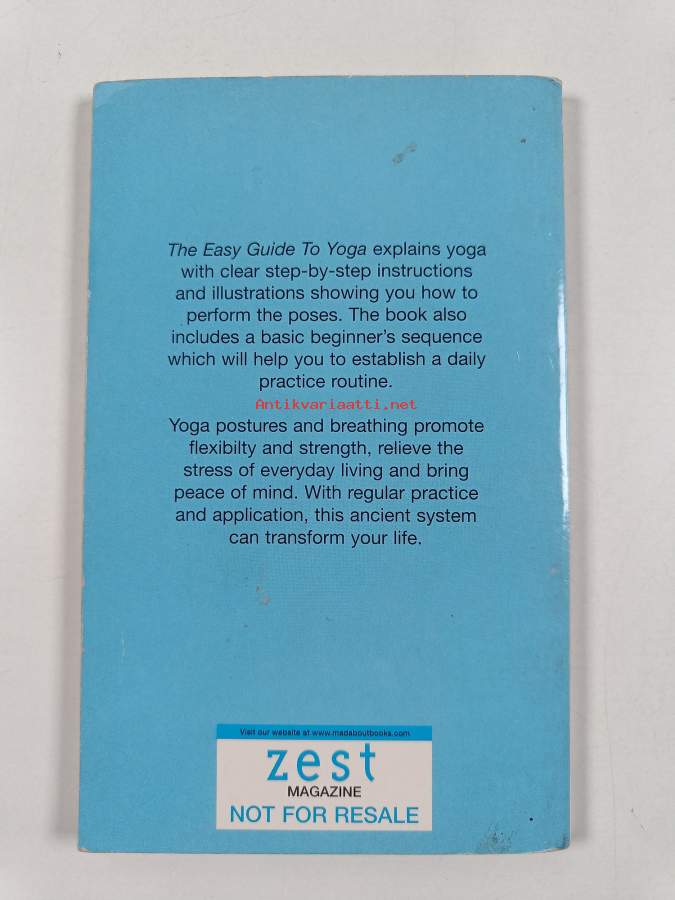 The Easy Guide To Yoga explains yoga
with clear step-by-step instructions
and illustrations showing you how to
perform the poses. The book also
includes a basic beginner's sequence
which will help you to establish a daily
practice routine.
Antikvariaatti.net
Yoga postures and breathing promote
flexibilty and strength, relieve the
stress of everyday living and bring
peace of mind. With regular practice
and application, this ancient system
can transform your life.
Visit our website at www.madaboutbooks.com
zest
MAGAZINE
NOT FOR RESALE